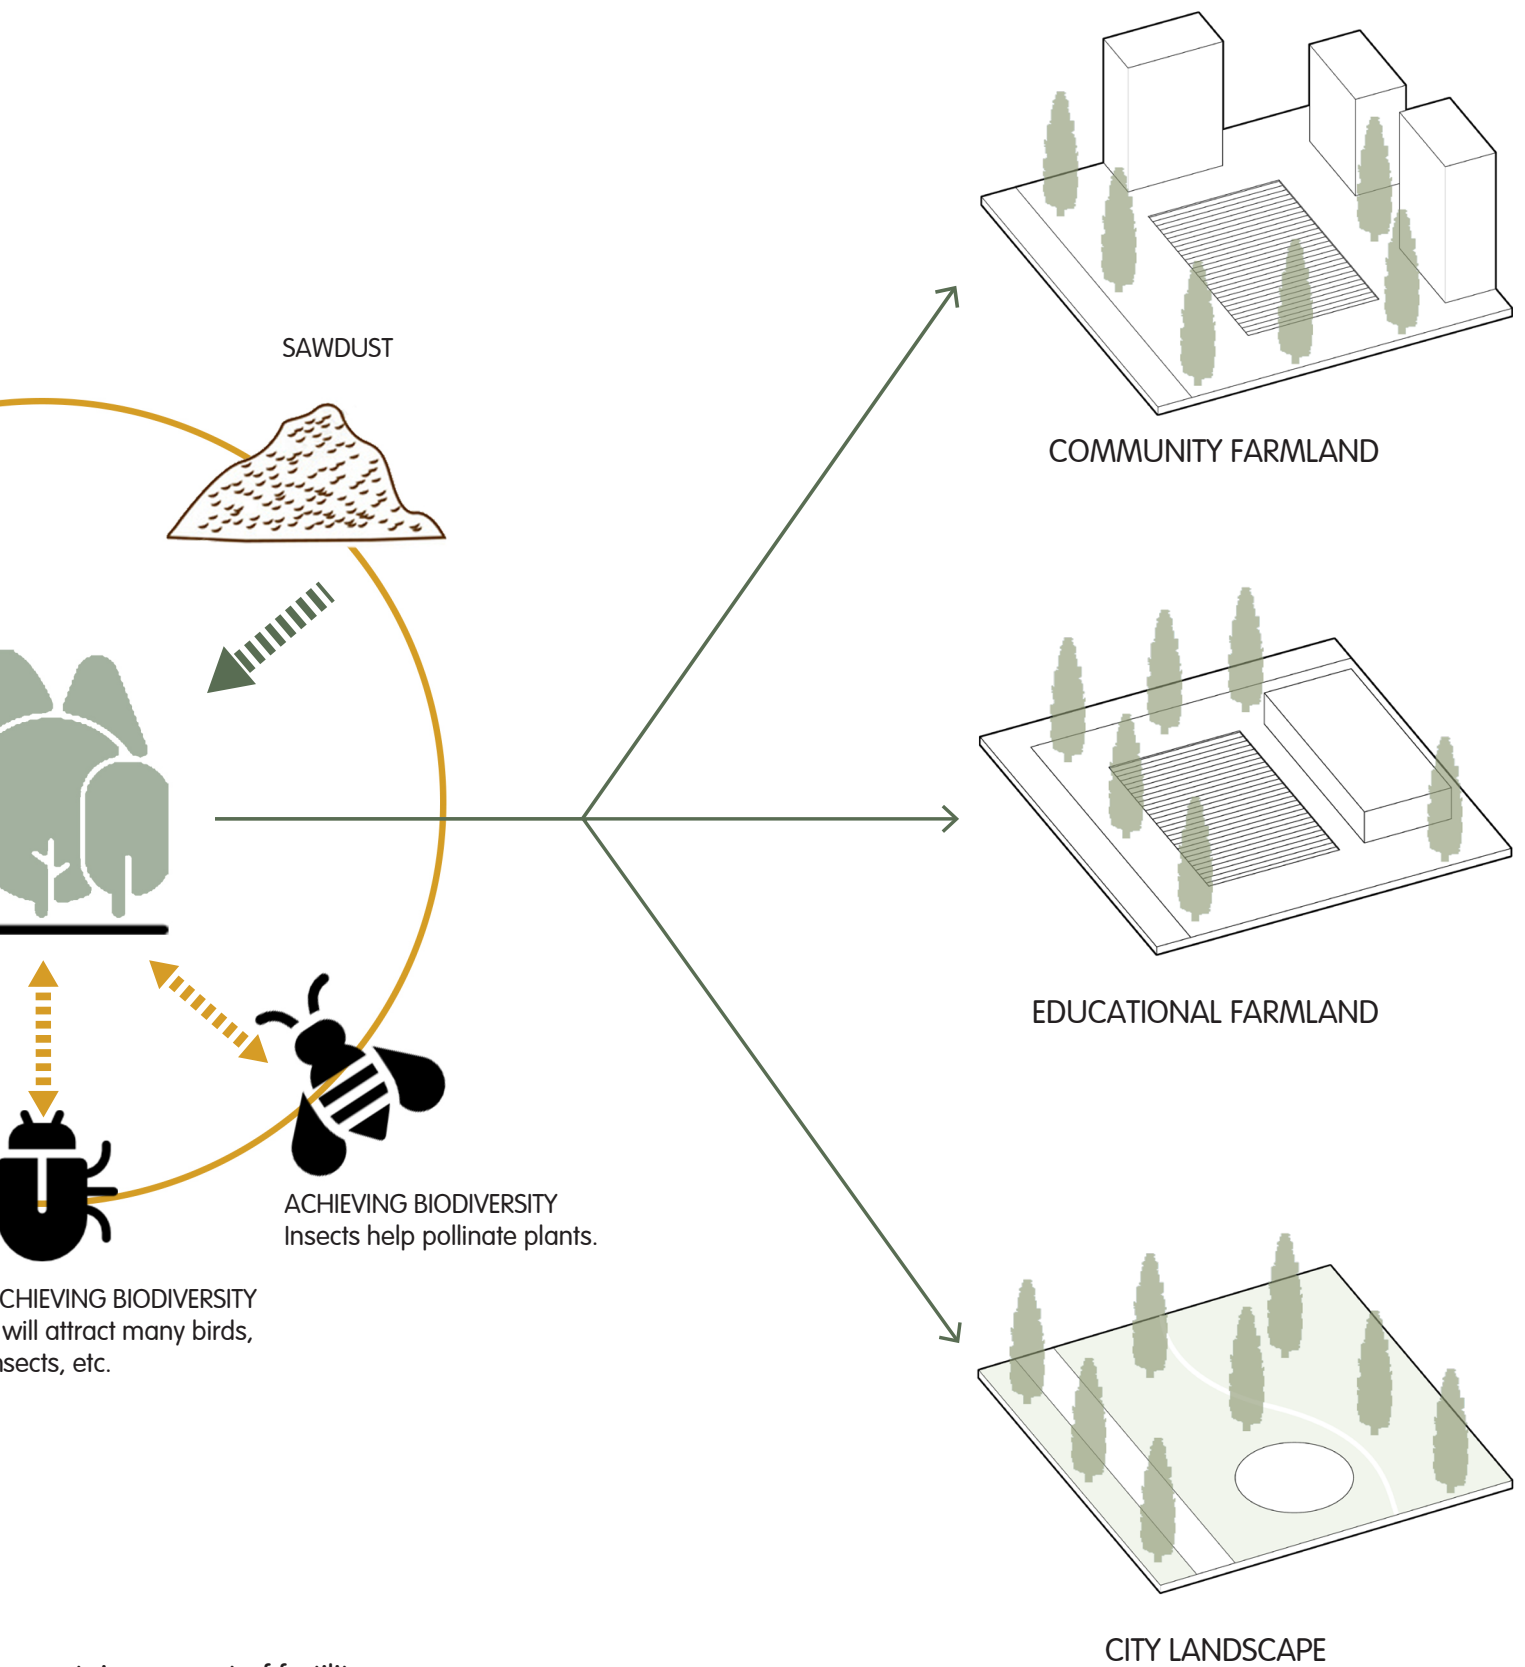 SAWDUST
COMMUNITY FARMLAND
EDUCATIONAL FARMLAND
ACHIEVING BIODIVERSITY
Insects help pollinate plants.
CHIEVING BIODIVERSITY
will attract many birds,
nsects, etc.
CITY LANDSCAPE